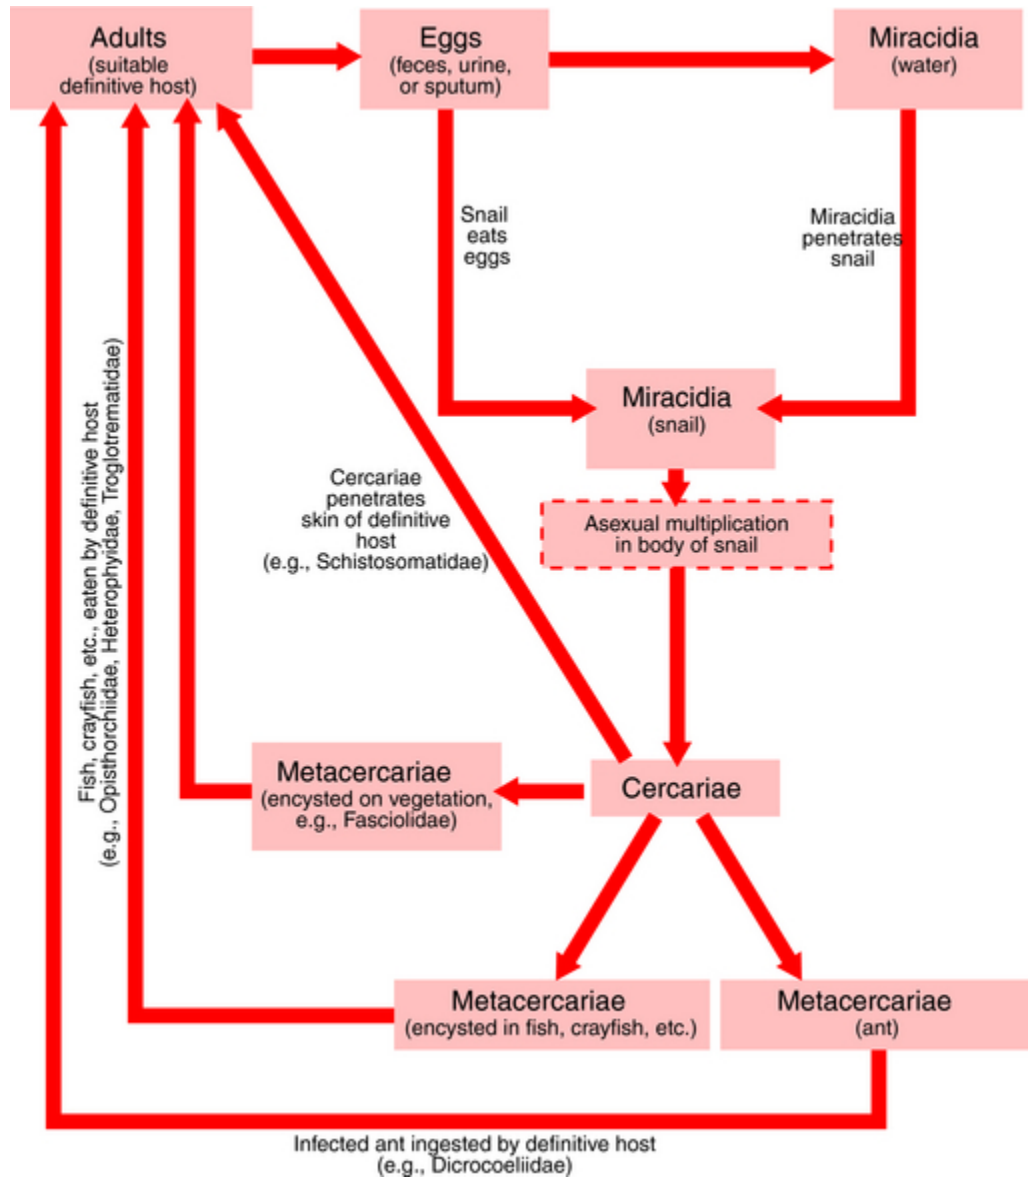 Adults
(suitable
definitive host)
Eggs
(feces, urine,
or sputum)
Miracidia
(water)
Snail
eats
eggs
Miracidia
penetrates
snail
Miracidia
(snail)
Asexual multiplication
in body of snail
Cercariae
penetrates
skin of definitive
host
(e.g., Schistosomatidae)
Fish, crayfish, etc., eaten by definitive host
(e.g., Opisthorchiidae, Heterophyidae, Troglotrematidae)
Metacercariae
(encysted on vegetation,
e.g., Fasciolidae)
Cercariae
Metacercariae
(encysted in fish, crayfish, etc.)
Metacercariae
(ant)
Infected ant ingested by definitive host
(e.g., Dicrocoeliidae)